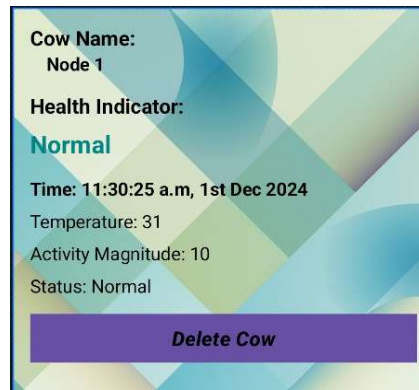 Cow Name:
Node 1
Health Indicator:
Normal
Time: 11:30:25 a.m, 1st Dec 2024
Temperature: 31
Activity Magnitude: 10
Status: Normal
Delete Cow